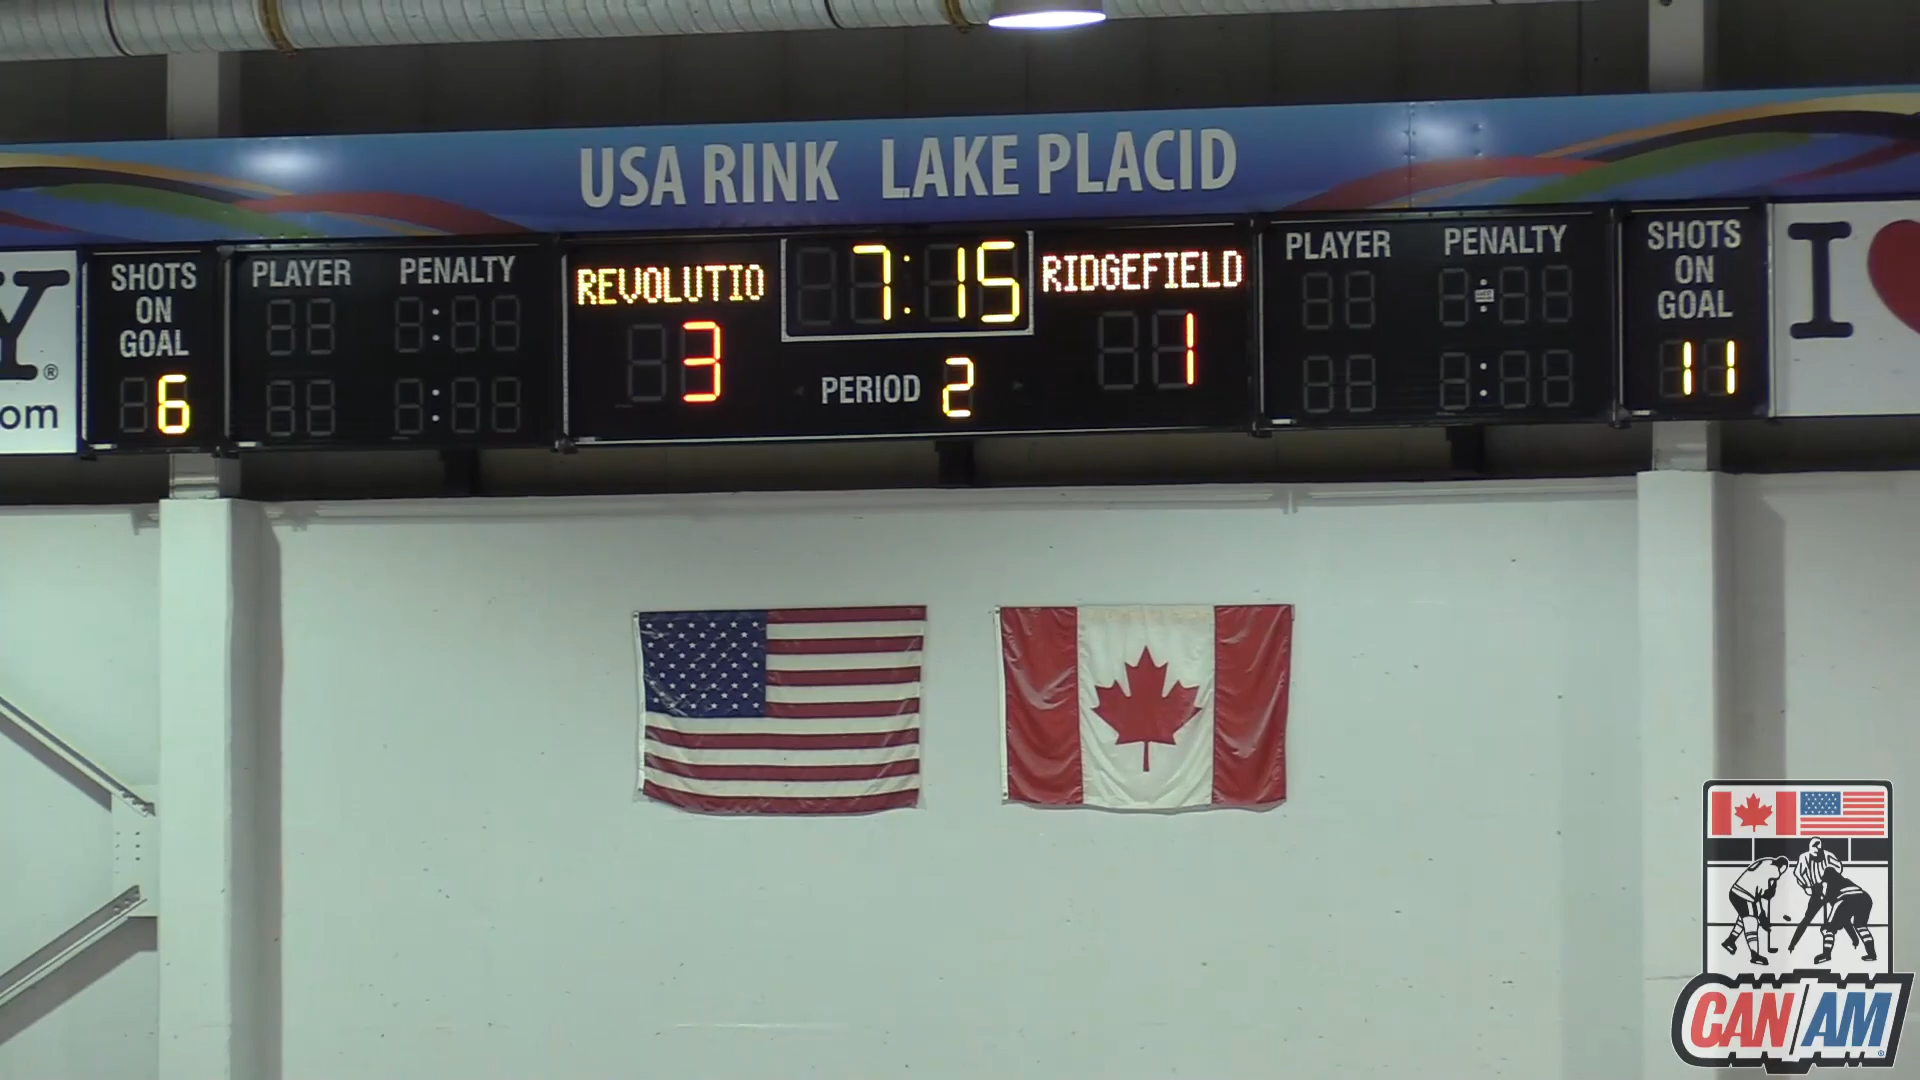 USA RINK LAKE PLACID
Y®
om
SHOTS ON GOAL
6
PLAYER PENALTY
REVOLUTIO
3
7:15
PERIOD 2
RIDGEFIELD
1
PLAYER PENALTY
SHOTS ON GOAL
11
I
CAN/AM®